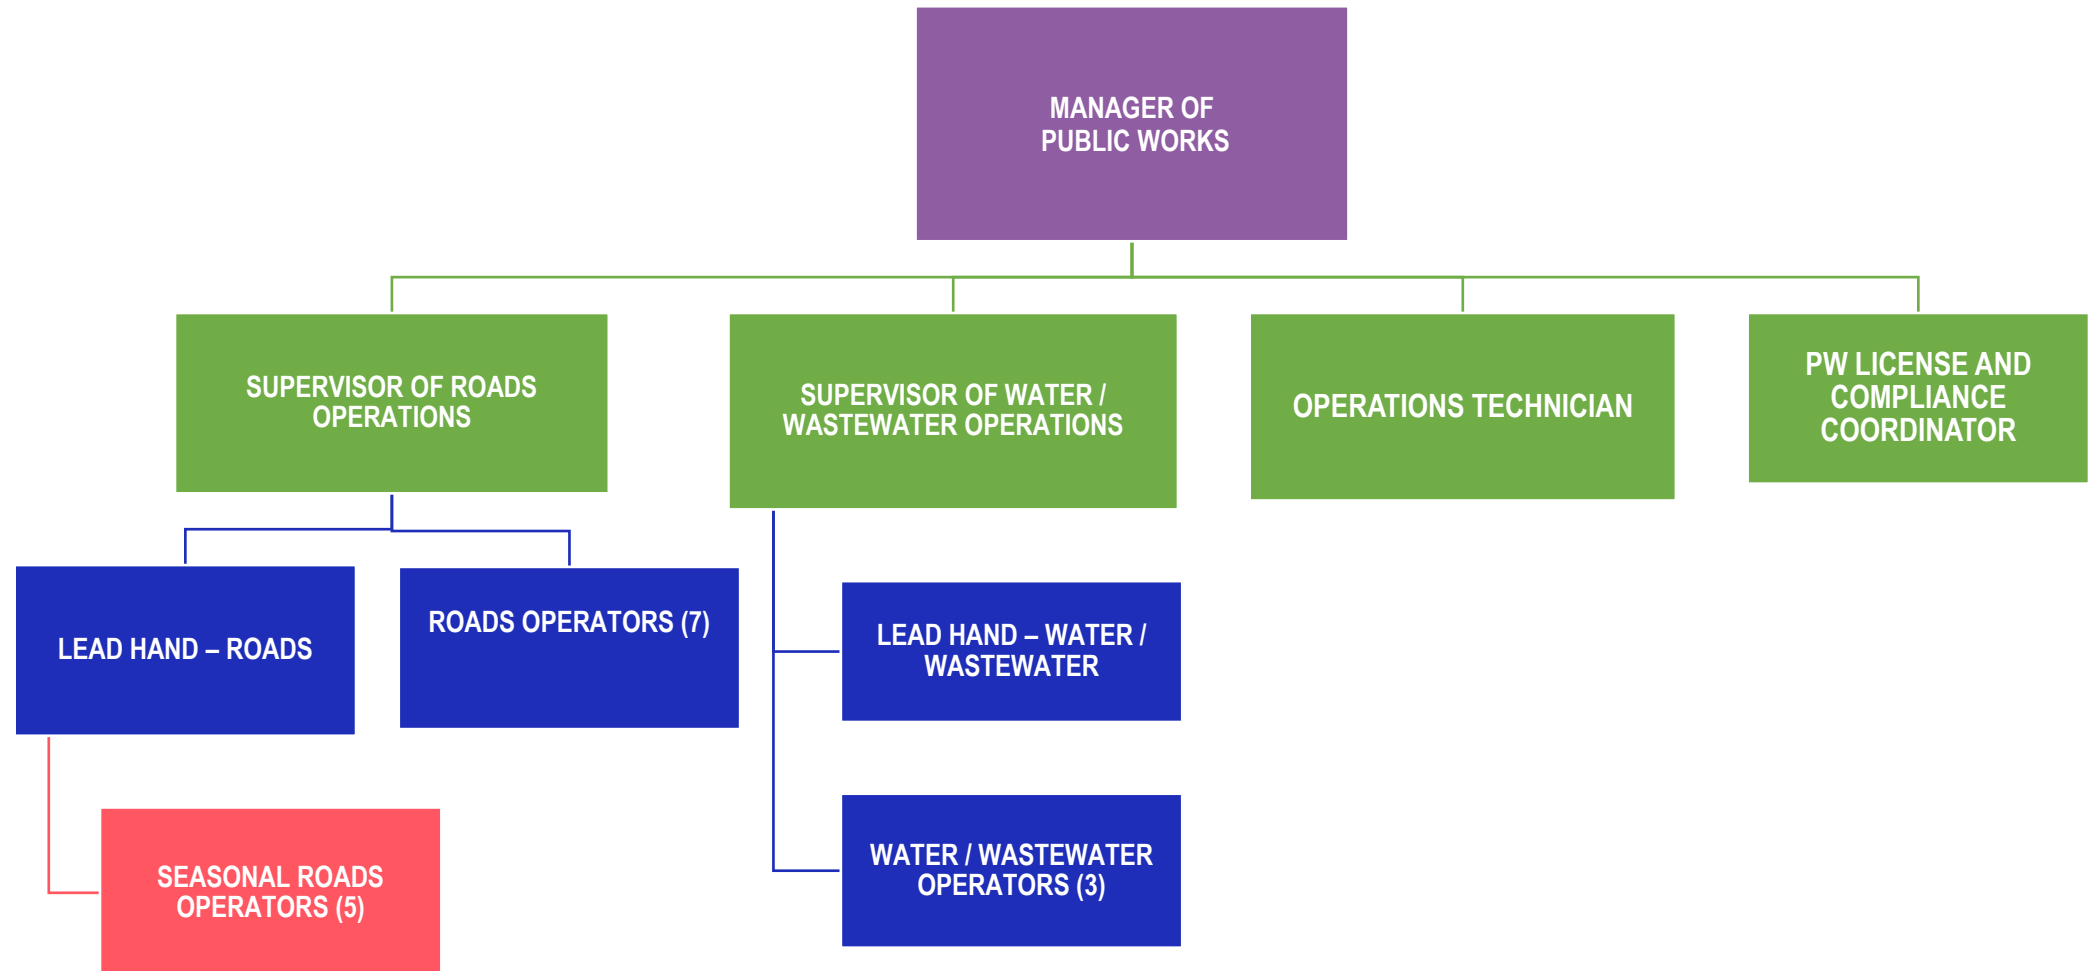 MANAGER OF
PUBLIC WORKS
SUPERVISOR OF ROADS
OPERATIONS
SUPERVISOR OF WATER /
WASTEWATER OPERATIONS
OPERATIONS TECHNICIAN
PW LICENSE AND
COMPLIANCE
COORDINATOR
LEAD HAND – ROADS
ROADS OPERATORS (7)
LEAD HAND – WATER /
WASTEWATER
SEASONAL ROADS
OPERATORS (5)
WATER / WASTEWATER
OPERATORS (3)